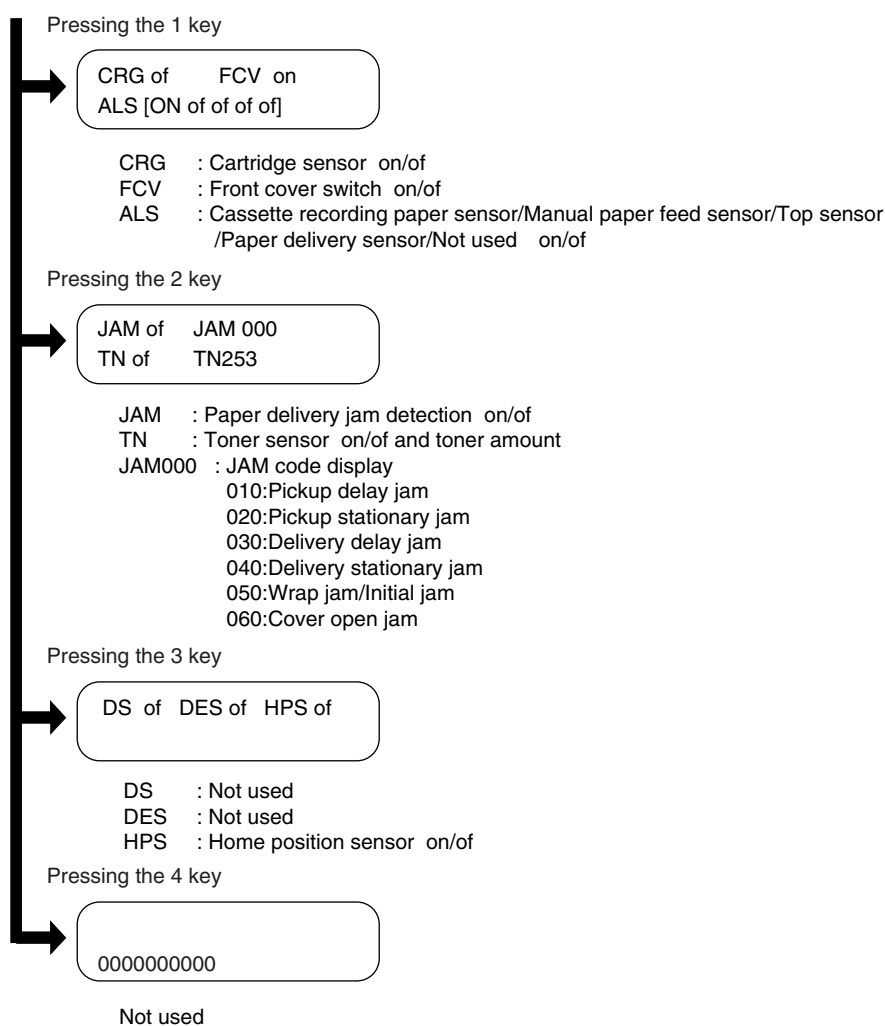 Pressing the 1 key
CRG of FCV on
ALS [ON of of of of]
CRG : Cartridge sensor on/of
FCV : Front cover switch on/of
ALS : Cassette recording paper sensor/Manual paper feed sensor/Top sensor
/Paper delivery sensor/Not used on/of
Pressing the 2 key
JAM of JAM 000
TN of TN253
JAM : Paper delivery jam detection on/of
TN : Toner sensor on/of and toner amount
JAM000 : JAM code display
010:Pickup delay jam
020:Pickup stationary jam
030:Delivery delay jam
040:Delivery stationary jam
050:Wrap jam/Initial jam
060:Cover open jam
Pressing the 3 key
DS of DES of HPS of
DS : Not used
DES : Not used
HPS : Home position sensor on/of
Pressing the 4 key
0000000000
Not used